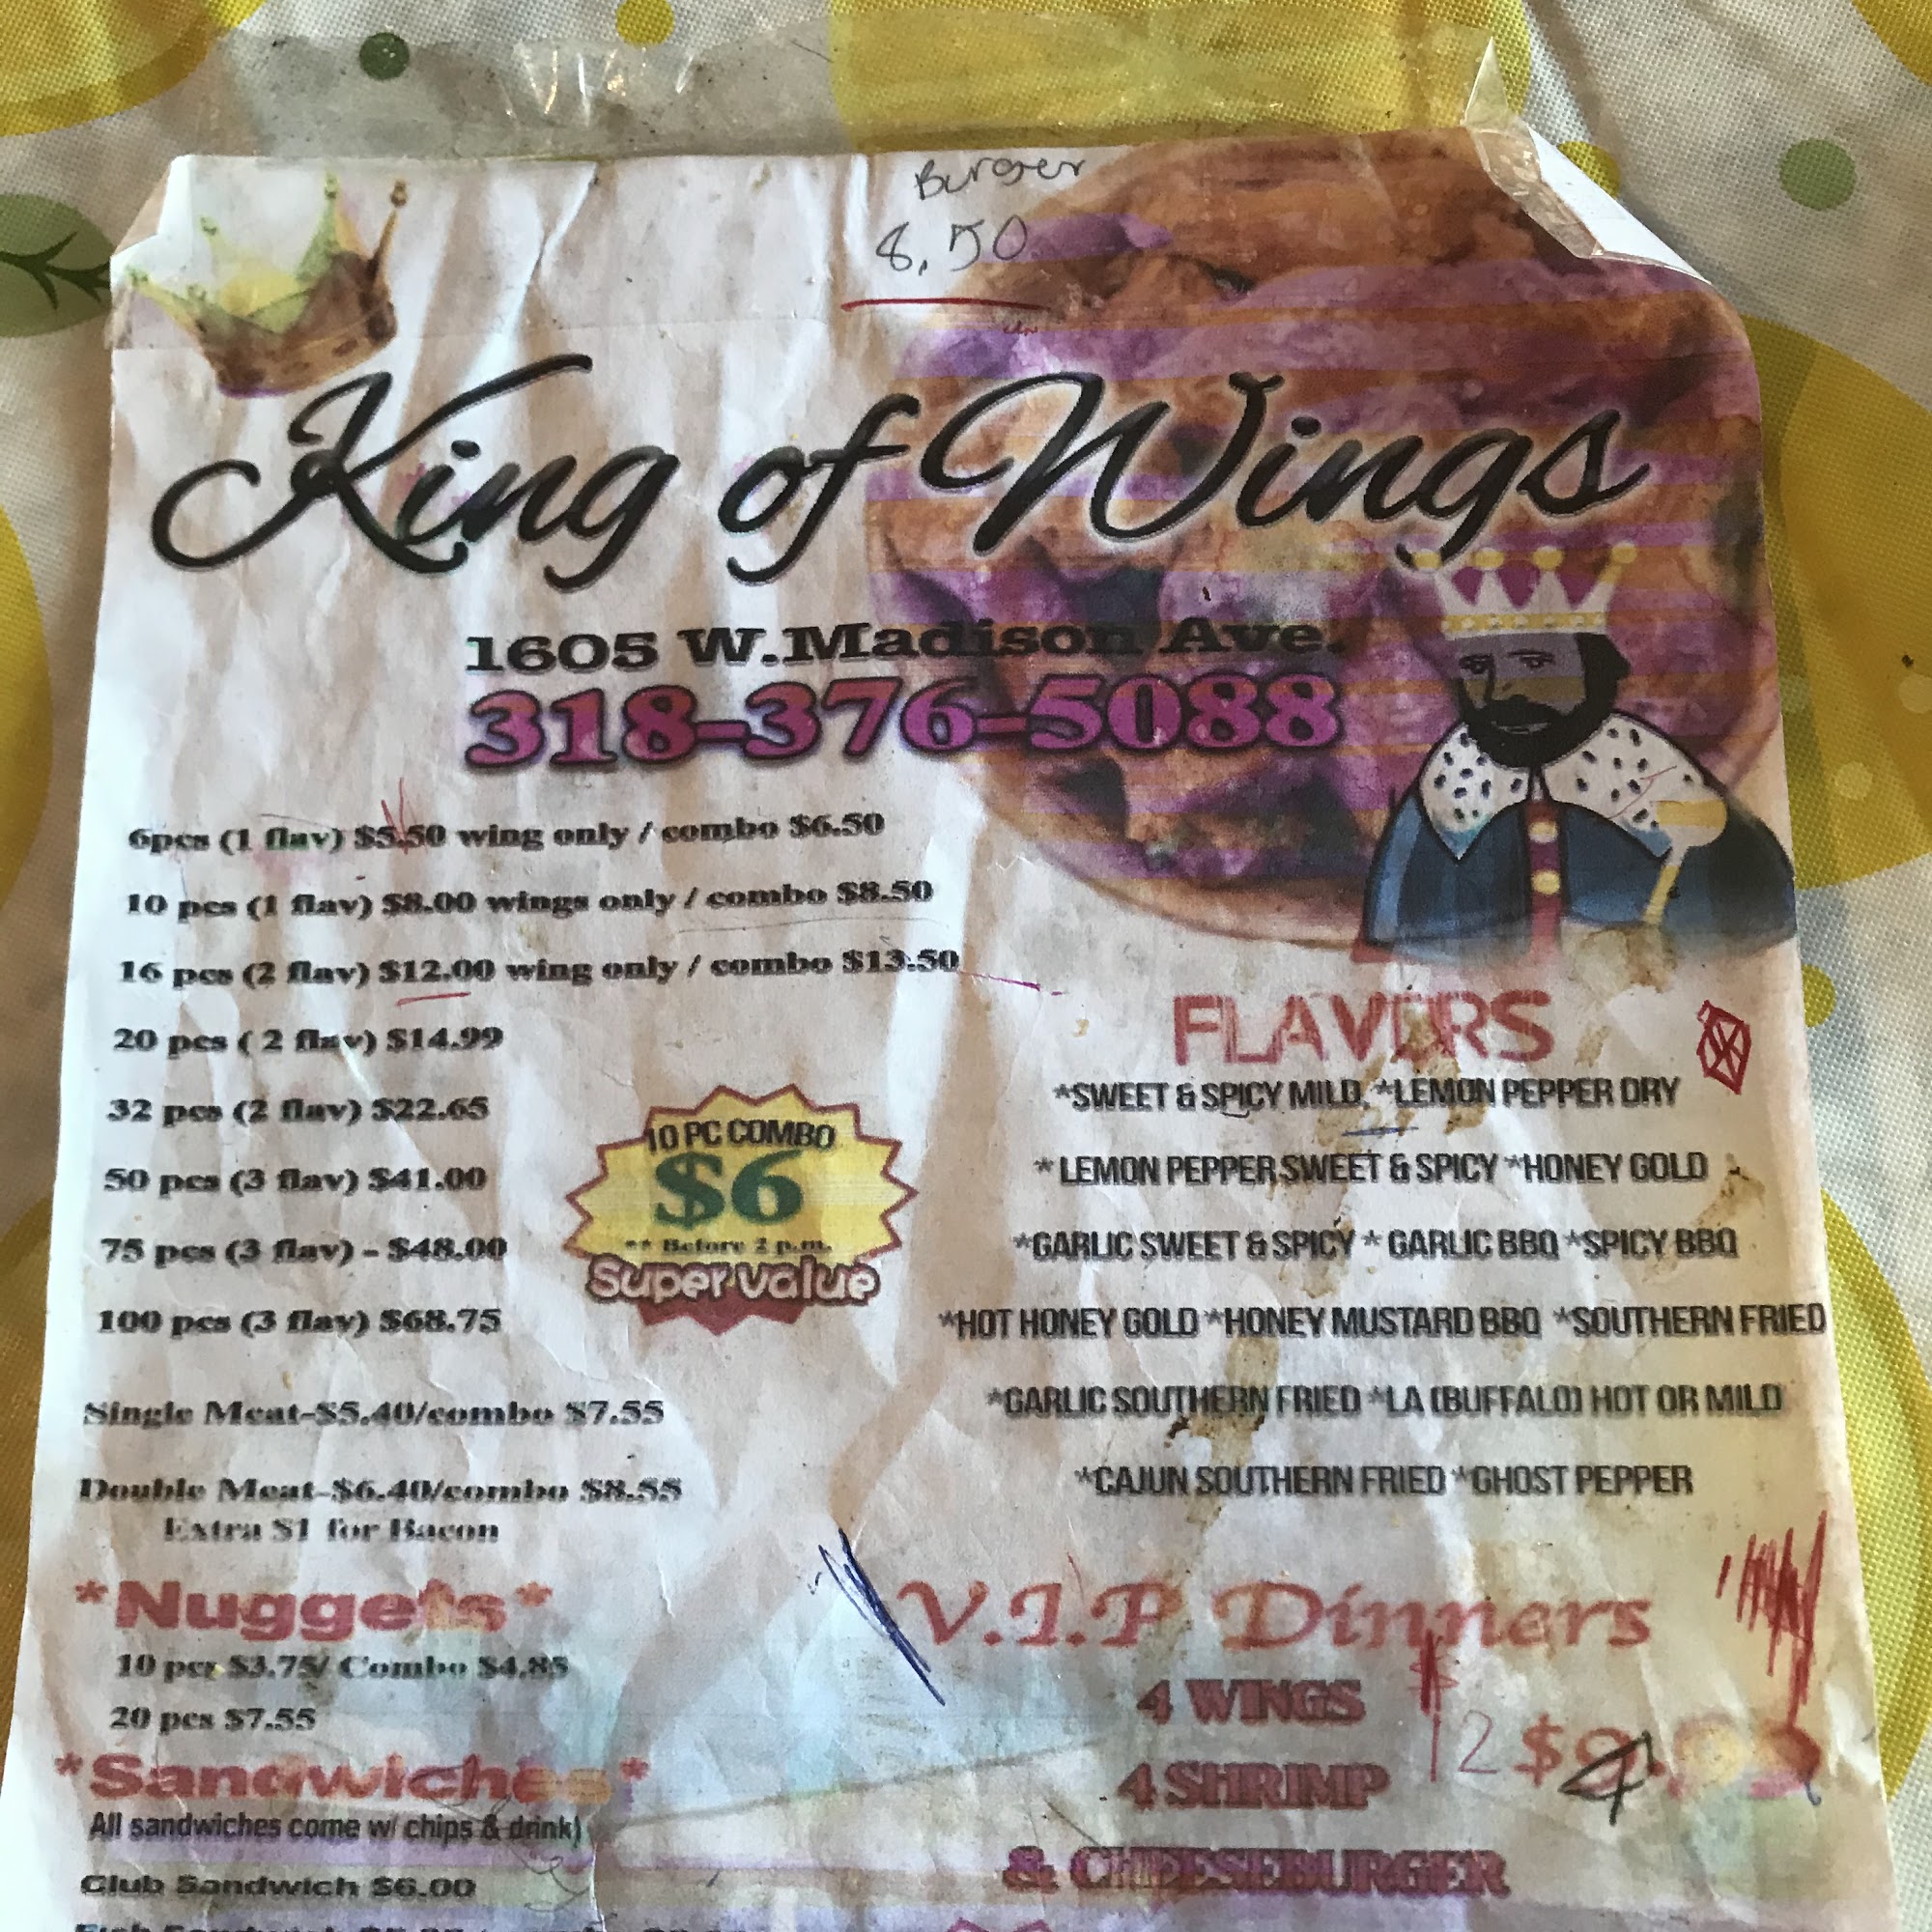 Burger
8.50
King of Wings
1605 W.Madison Ave.
318-376-5088
6pcs (1 flav) $5.50 wing only / combo $6.50
10 pcs (1 flav) $8.00 wings only / combo $8.50
16 pcs (2 flav) $12.00 wing only / combo $13.50
20 pcs ( 2 flav) $14.99
32 pcs (2 flav) $22.65
50 pcs (3 flav) $41.00
75 pcs (3 flav) - $48.00
100 pcs (3 flav) $68.75
10 PC COMBO
$6
** Before 2 p.m.
Super value
Single Meat-$5.40/combo $7.55
Double Meat-$6.40/combo $8.55
Extra $1 for Bacon
*Nuggets*
10 pcs $3.75/ Combo $4.85
20 pcs $7.55
*Sandwiches*
All sandwiches come w/ chips & drink)
Club Sandwich $6.00
FLAVORS
*SWEET & SPICY MILD, *LEMON PEPPER DRY
* LEMON PEPPER SWEET & SPICY *HONEY GOLD
*GARLIC SWEET & SPICY * GARLIC BBQ *SPICY BBQ
*HOT HONEY GOLD *HONEY MUSTARD BBQ *SOUTHERN FRIED
*GARLIC SOUTHERN FRIED *LA (BUFFALO) HOT OR MILD
*CAJUN SOUTHERN FRIED *GHOST PEPPER
V.I.P Dinners
4 WINGS
12 $
4 SHRIMP
& CHEESEBURGER